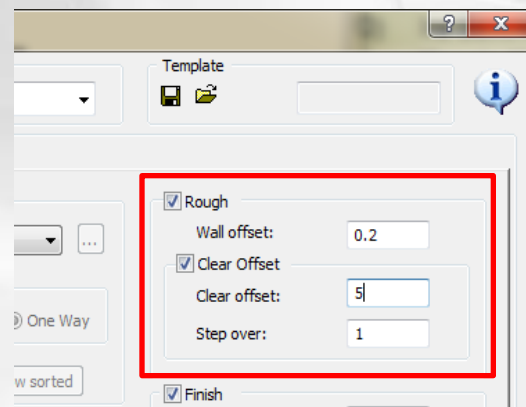 Template
Rough
Wall offset: 0.2
Clear Offset
Clear offset: 5
Step over: 1
One Way
w sorted
Finish